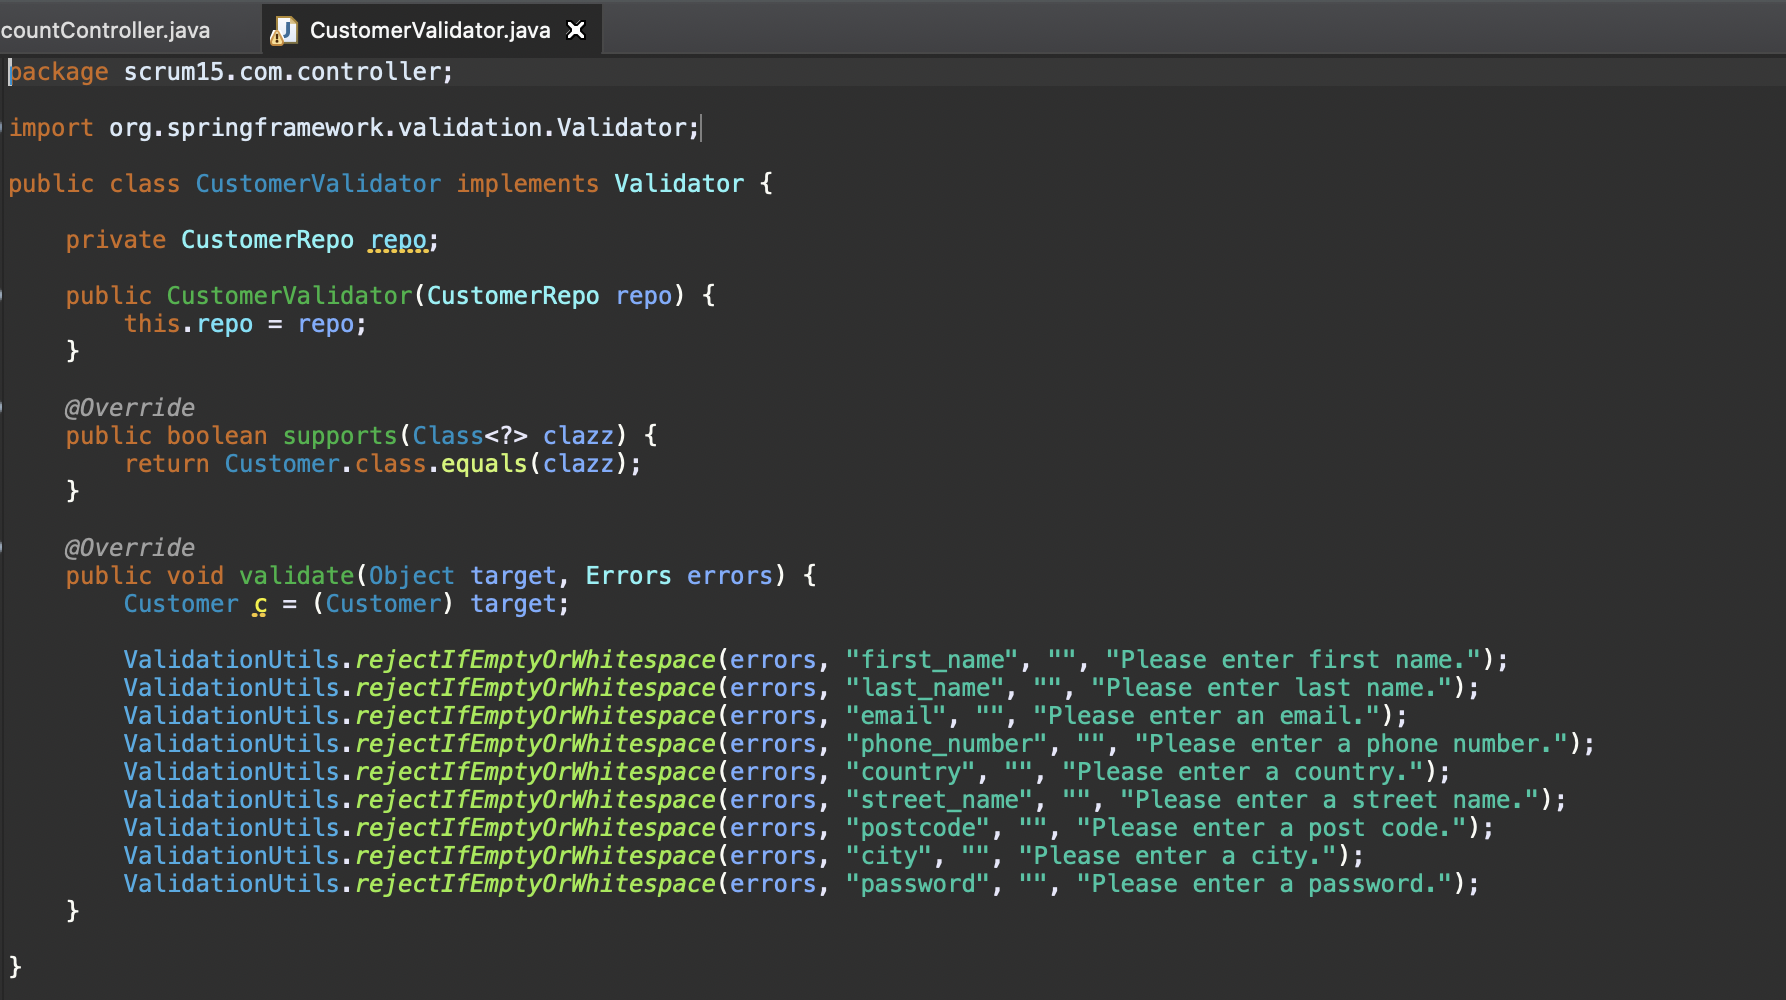 countController.java
CustomerValidator.java
package scrum15.com.controller;
import org.springframework.validation.Validator;
public class CustomerValidator implements Validator {
private CustomerRepo repo;
public CustomerValidator(CustomerRepo repo) {
this.repo = repo;
}
@Override
public boolean supports(Class<?> clazz) {
return Customer.class.equals(clazz);
}
@Override
public void validate(Object target, Errors errors) {
Customer c = (Customer) target;
ValidationUtils.rejectIfEmptyOrWhitespace(errors, "first_name", "", "Please enter first name.");
ValidationUtils.rejectIfEmptyOrWhitespace(errors, "last_name", "", "Please enter last name.");
ValidationUtils.rejectIfEmptyOrWhitespace(errors, "email", "", "Please enter an email.");
ValidationUtils.rejectIfEmptyOrWhitespace(errors, "phone_number", "", "Please enter a phone number.");
ValidationUtils.rejectIfEmptyOrWhitespace(errors, "country", "", "Please enter a country.");
ValidationUtils.rejectIfEmptyOrWhitespace(errors, "street_name", "", "Please enter a street name.");
ValidationUtils.rejectIfEmptyOrWhitespace(errors, "postcode", "", "Please enter a post code.");
ValidationUtils.rejectIfEmptyOrWhitespace(errors, "city", "", "Please enter a city.");
ValidationUtils.rejectIfEmptyOrWhitespace(errors, "password", "", "Please enter a password.");
}
}